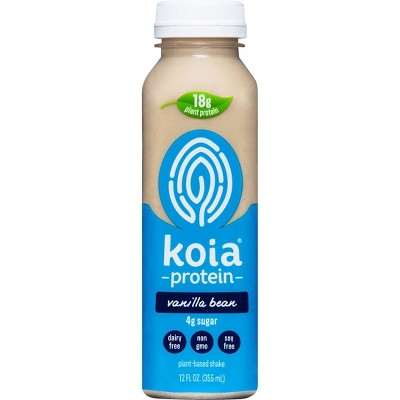 18g
plant protein
koia®
-protein-
vanilla bean
4g sugar
dairy free
non gmo
soy free
plant-based shake
12 FL OZ. (355 mL)